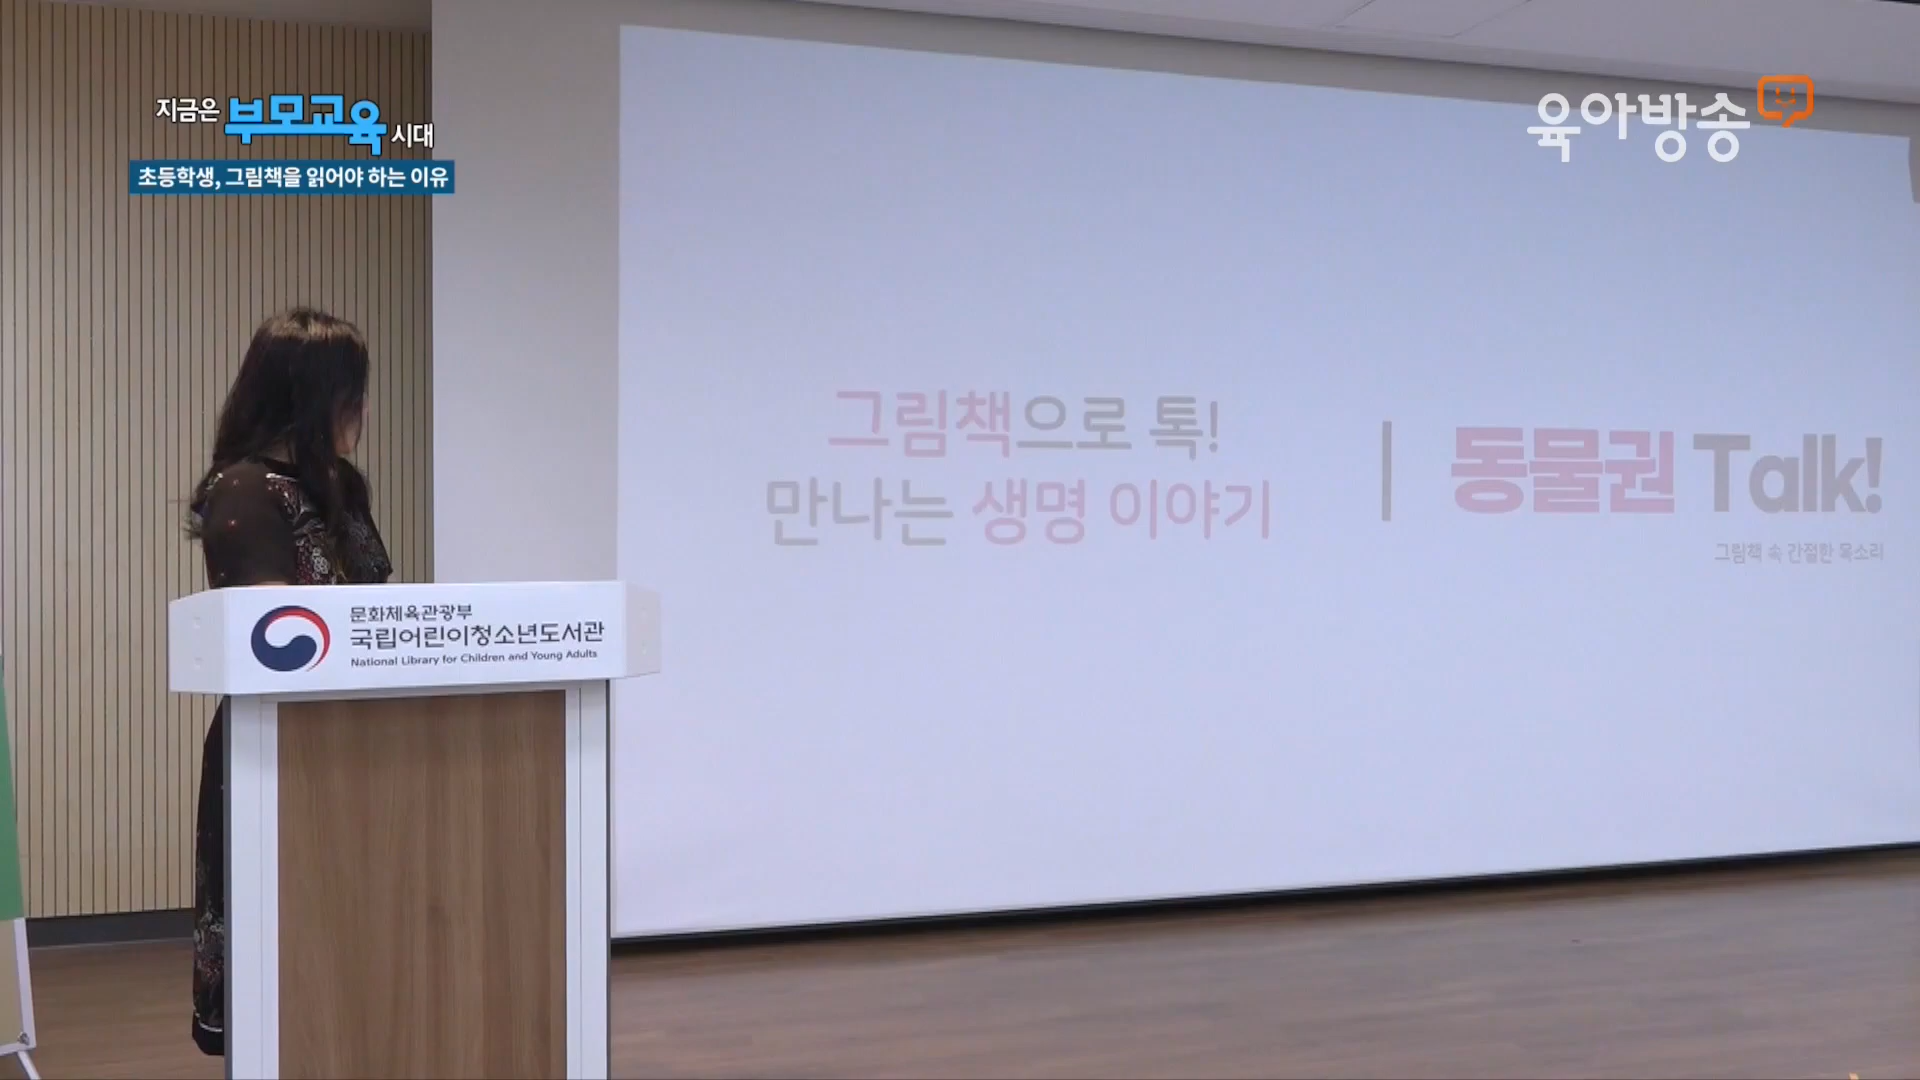 지금은 부모교육 시대
초등학생, 그림책을 읽어야 하는 이유
육아방송
그림책으로 톡!
만나는 생명 이야기
동물권 Talk!
그림책 속 간절한 목소리
문화체육관광부
국립어린이청소년도서관
National Library for Children and Young Adults